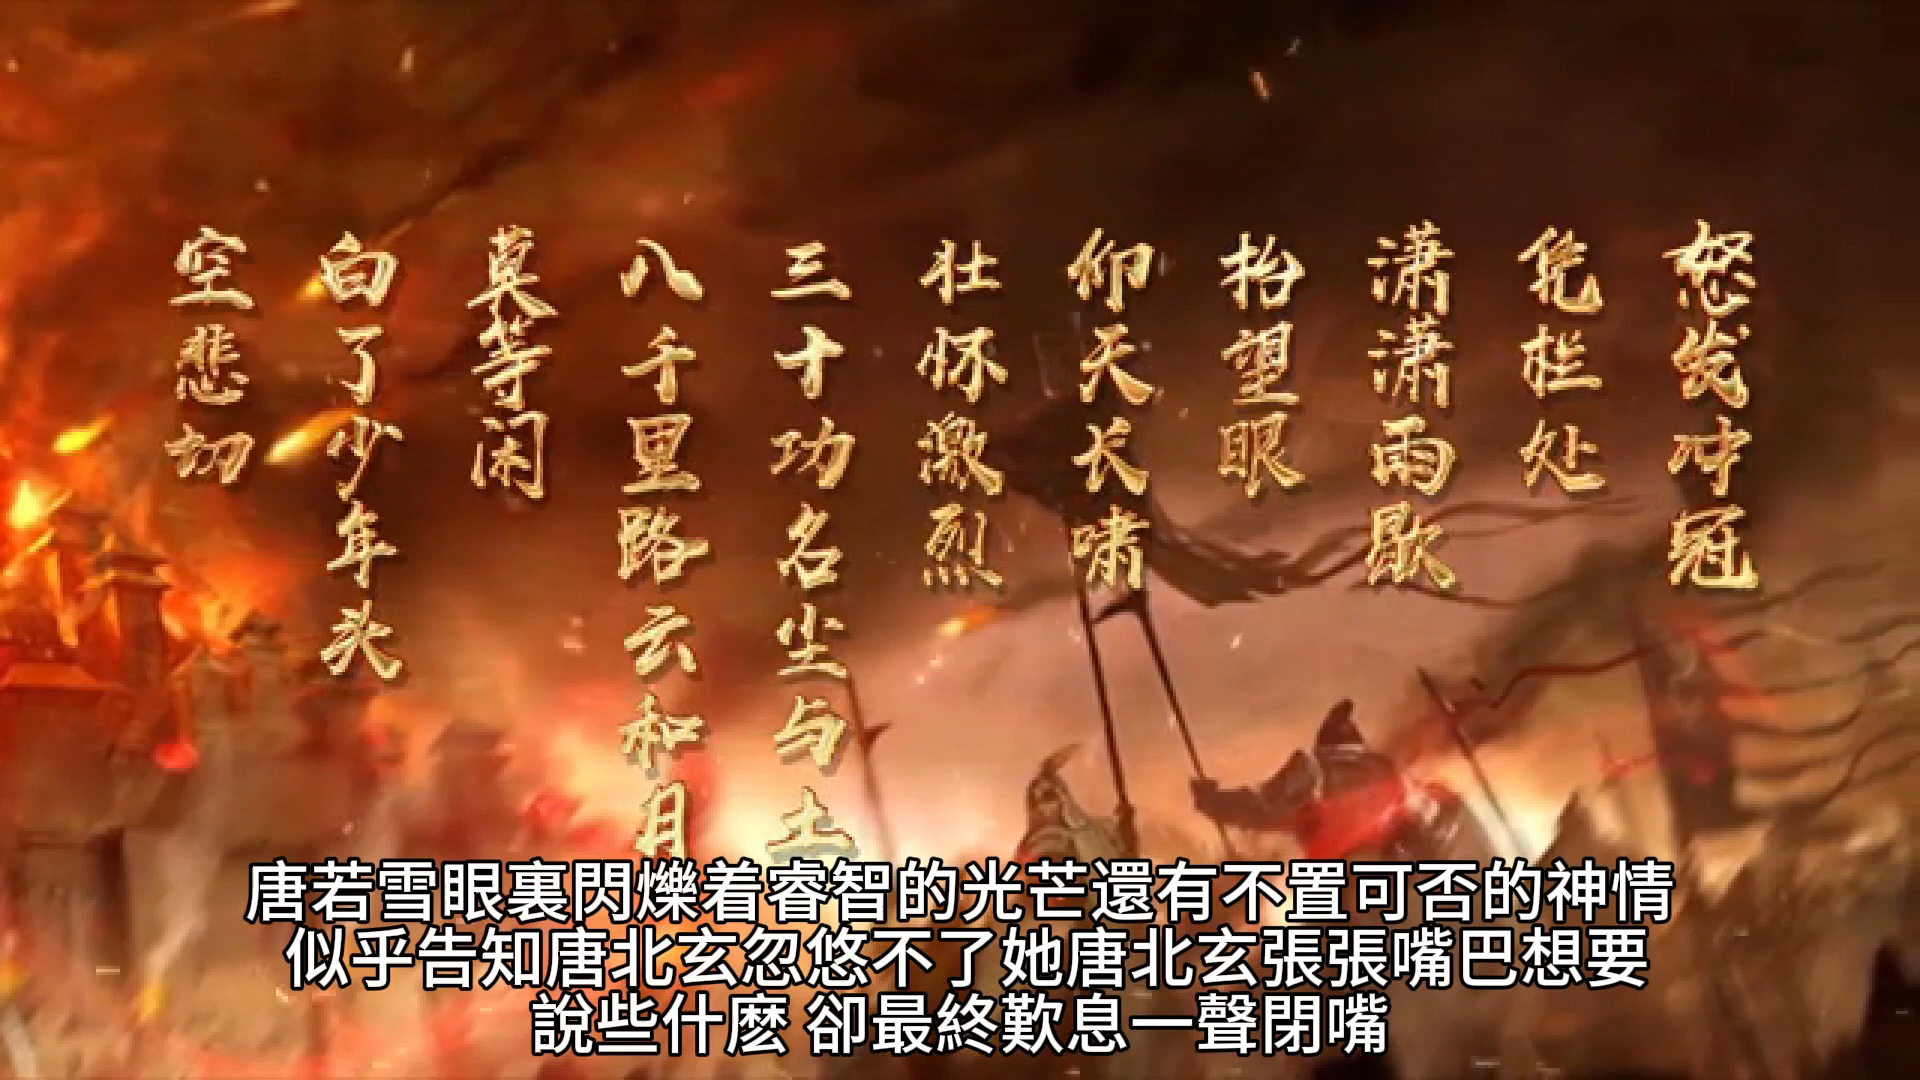 怒发冲冠
凭栏处
潇潇雨歇
抬望眼
仰天长啸
壮怀激烈
三十功名尘与土
八千里路云和月
莫等闲
白了少年头
空悲切
唐若雪眼裏閃爍着睿智的光芒還有不置可否的神情
似乎告知唐北玄忽悠不了她唐北玄張張嘴巴想要
說些什麽 卻最終歎息一聲閉嘴